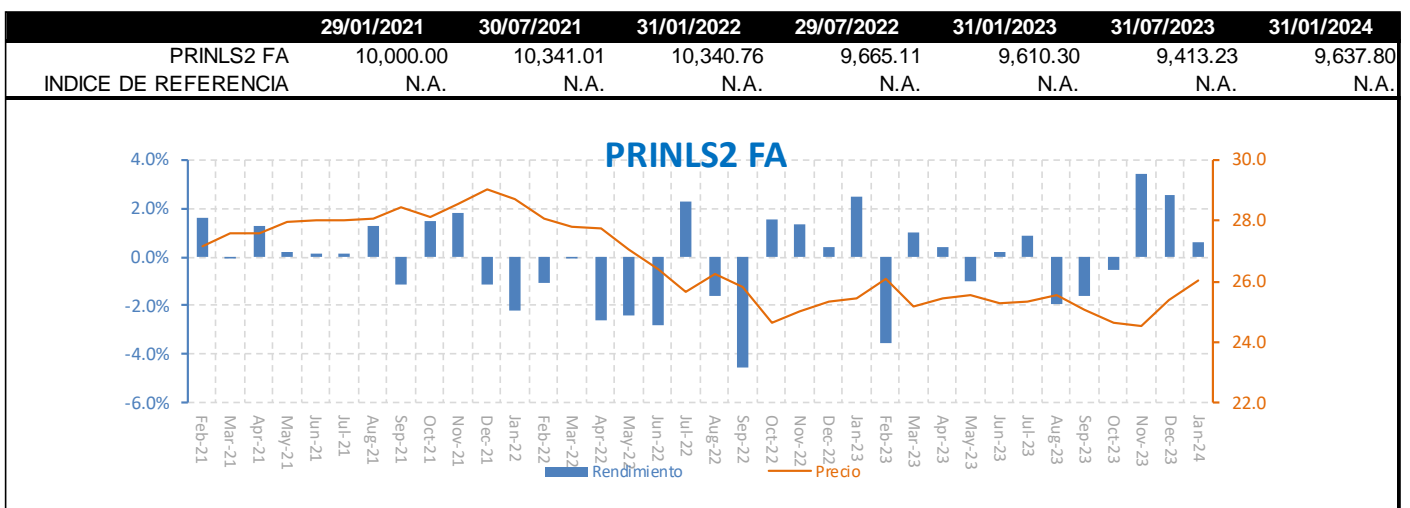 29/01/2021 30/07/2021 31/01/2022 29/07/2022 31/01/2023 31/07/2023 31/01/2024
PRINLS2 FA 10,000.00 10,341.01 10,340.76 9,665.11 9,610.30 9,413.23 9,637.80
INDICE DE REFERENCIA N.A. N.A. N.A. N.A. N.A. N.A. N.A.
PRINLS2 FA
4.0% 30.0
2.0% 28.0
0.0% 26.0
-2.0% 24.0
-4.0% 22.0
-6.0%
Feb-21 Mar-21 Apr-21 May-21 Jun-21 Jul-21 Aug-21 Sep-21 Oct-21 Nov-21 Dec-21 Jan-22 Feb-22 Mar-22 Apr-22 May-22 Jun-22 Jul-22 Aug-22 Sep-22 Oct-22 Nov-22 Dec-22 Jan-23 Feb-23 Mar-23 Apr-23 May-23 Jun-23 Jul-23 Aug-23 Sep-23 Oct-23 Nov-23 Dec-23 Jan-24
Rendimiento Precio